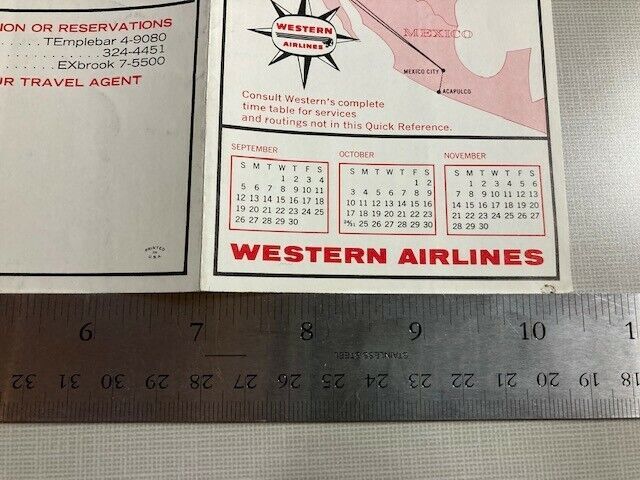 ION OR RESERVATIONS
. . . . . TEmplebar 4-9080
. . . . . . . . . . . . 324-4451
. . . . . . . EXbrook 7-5500
UR TRAVEL AGENT
PRINTED
IN
U.S.A.
WESTERN
AIRLINES
MEXICO
MEXICO CITY
ACAPULCO
Consult Western's complete
time table for services
and routings not in this Quick Reference.
SEPTEMBER
S M T W T F S
1 2 3 4
5 6 7 8 9 10 11
12 13 14 15 16 17 18
19 20 21 22 23 24 25
26 27 28 29 30
OCTOBER
S M T W T F S
1 2
3 4 5 6 7 8 9
10 11 12 13 14 15 16
17 18 19 20 21 22 23
24/31 25 26 27 28 29 30
NOVEMBER
S M T W T F S
1 2 3 4 5 6
7 8 9 10 11 12 13
14 15 16 17 18 19 20
21 22 23 24 25 26 27
28 29 30
WESTERN AIRLINES
6 7 8 9 10 1
STAINLESS STEEL
32 31 30 29 28 27 26 25 24 23 22 21 20 19 18